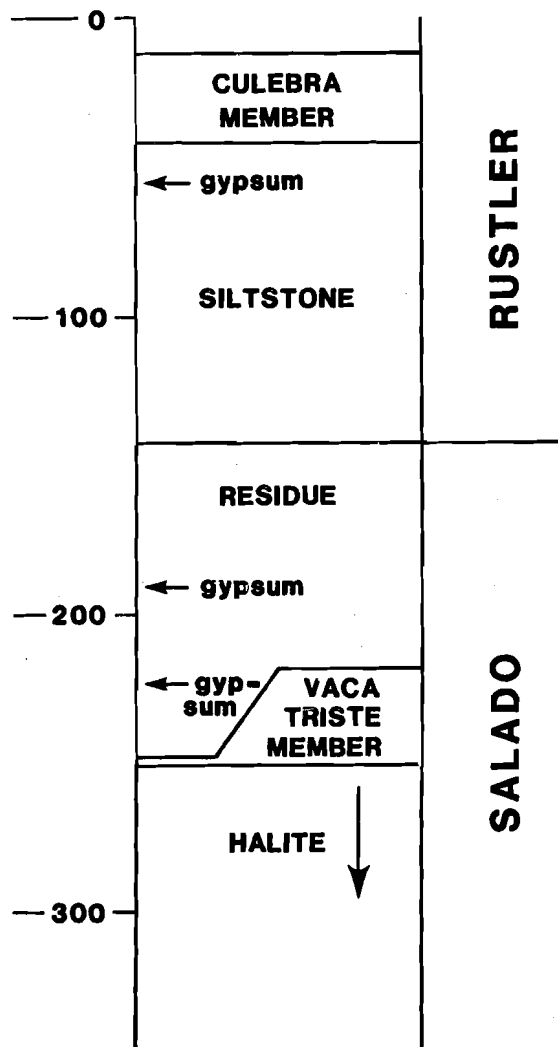 0
CULEBRA
MEMBER
gypsum
SILTSTONE
100
RUSTLER
RESIDUE
gypsum
200
gyp-
sum
VACA
TRISTE
MEMBER
HALITE
SALADO
300